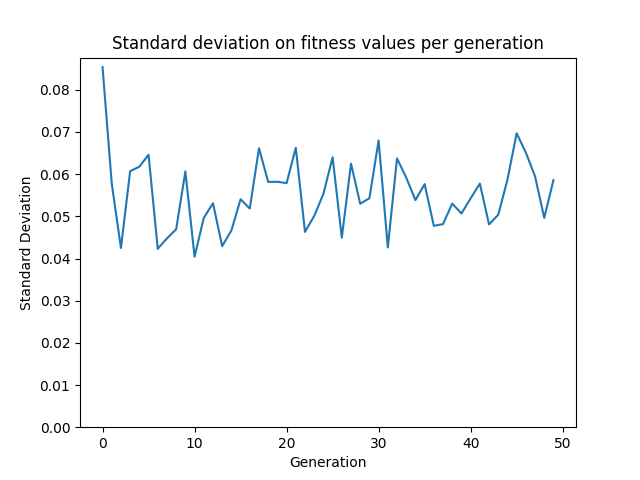 Standard deviation on fitness values per generation
0.08
0.07
0.06
0.05
0.04
0.03
0.02
0.01
0.00
Standard Deviation
0 10 20 30 40 50
Generation